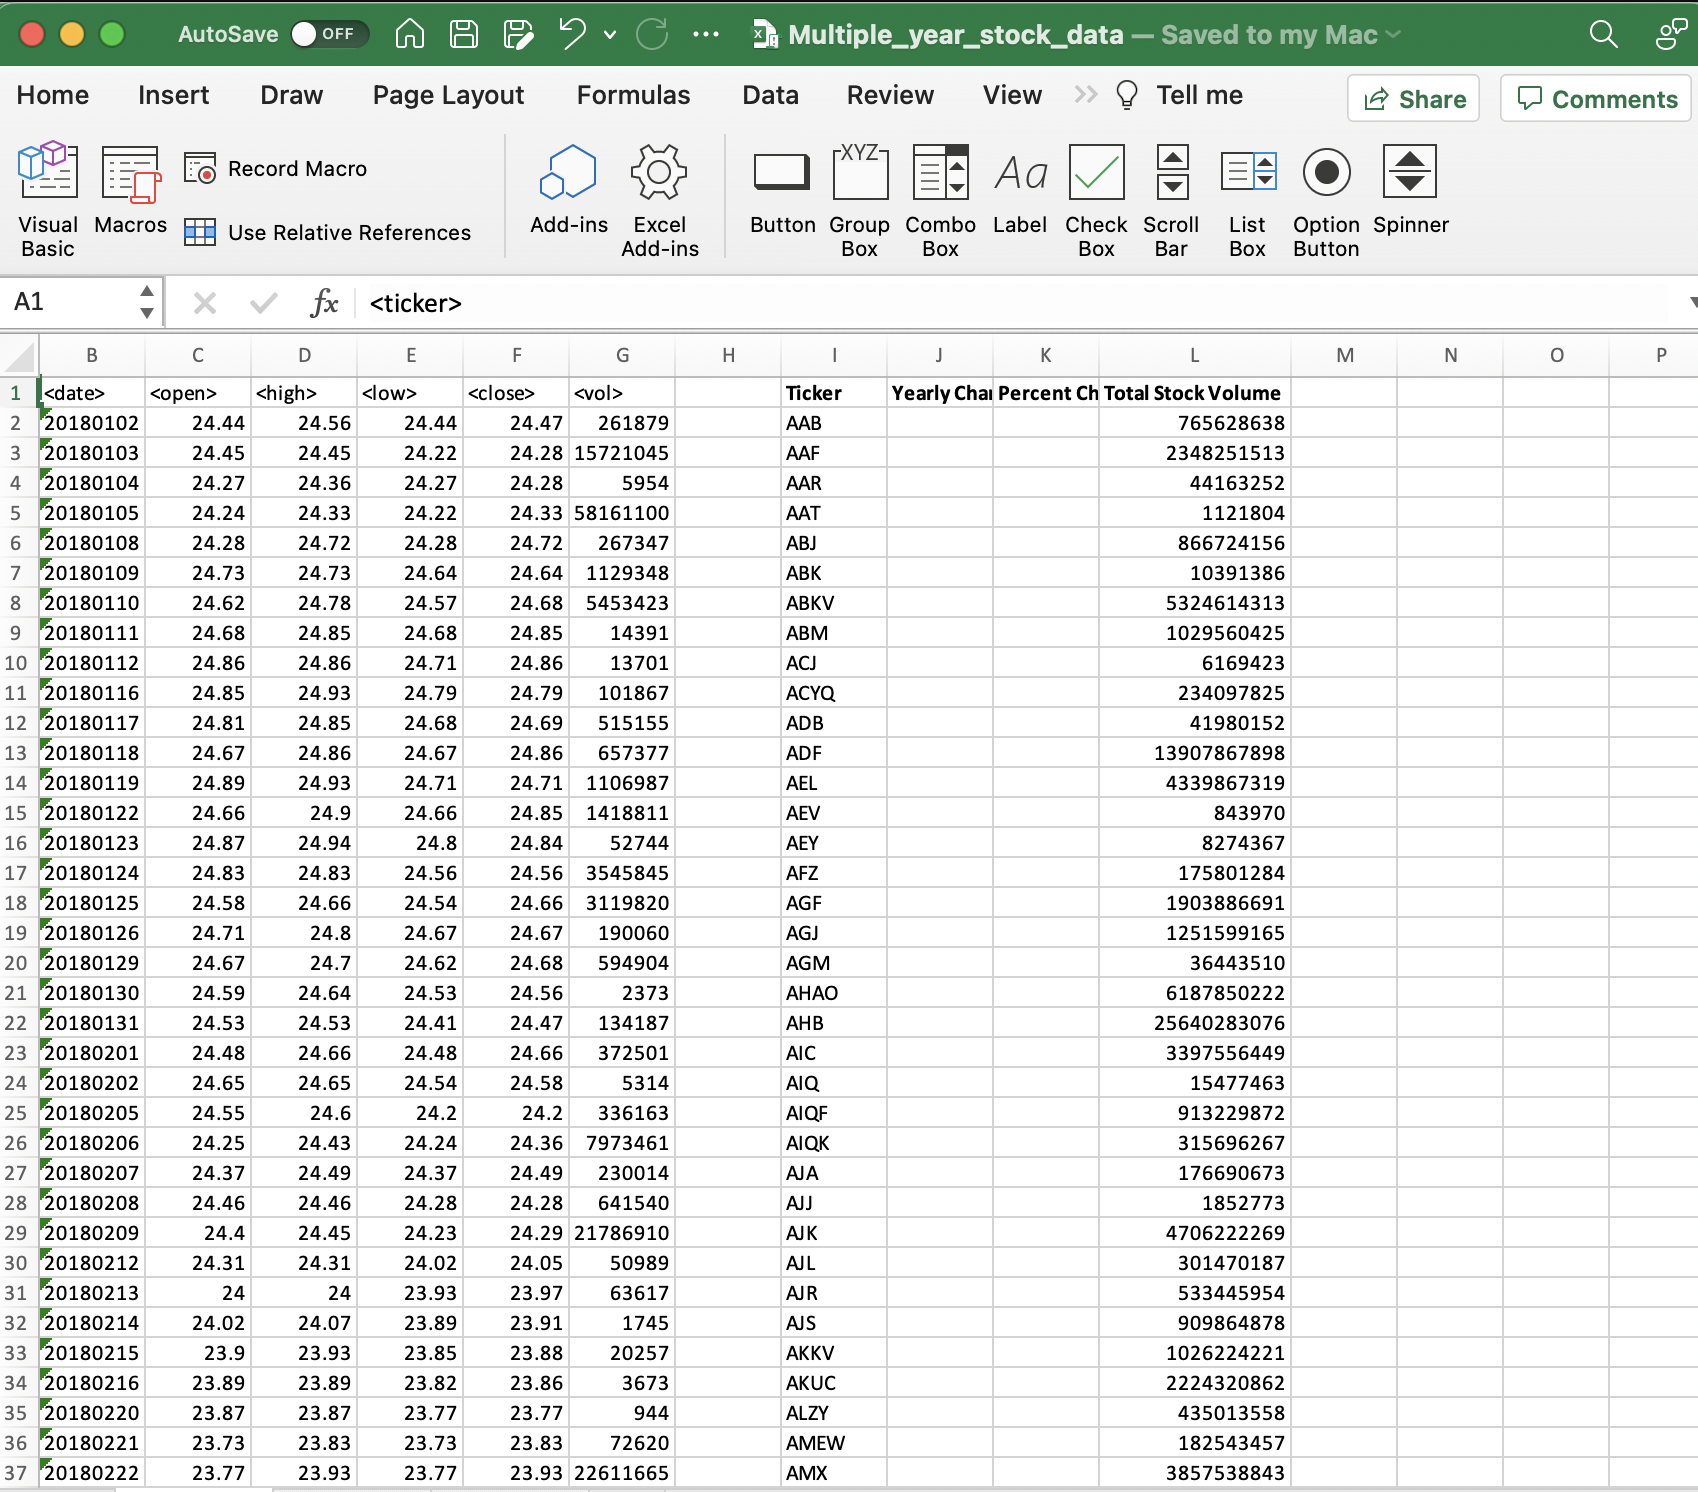 AutoSave OFF Multiple_year_stock_data — Saved to my Mac
Home Insert Draw Page Layout Formulas Data Review View Tell me Share Comments
Visual Basic Macros Record Macro Use Relative References Add-ins Excel Add-ins Button XYZ Group Box Combo Box Aa Label Check Box Scroll Bar List Box Option Button Spinner
A1 fx <ticker>
B C D E F G H I J K L M N O P
1 <date> <open> <high> <low> <close> <vol> Ticker Yearly Chan Percent Ch Total Stock Volume
2 20180102 24.44 24.56 24.44 24.47 261879 AAB 765628638
3 20180103 24.45 24.45 24.22 24.28 15721045 AAF 2348251513
4 20180104 24.27 24.36 24.27 24.28 5954 AAR 44163252
5 20180105 24.24 24.33 24.22 24.33 58161100 AAT 1121804
6 20180108 24.28 24.72 24.28 24.72 267347 ABJ 866724156
7 20180109 24.73 24.73 24.64 24.64 1129348 ABK 10391386
8 20180110 24.62 24.78 24.57 24.68 5453423 ABKV 5324614313
9 20180111 24.68 24.85 24.68 24.85 14391 ABM 1029560425
10 20180112 24.86 24.86 24.71 24.86 13701 ACJ 6169423
11 20180116 24.85 24.93 24.79 24.79 101867 ACYQ 234097825
12 20180117 24.81 24.85 24.68 24.69 515155 ADB 41980152
13 20180118 24.67 24.86 24.67 24.86 657377 ADF 13907867898
14 20180119 24.89 24.93 24.71 24.71 1106987 AEL 4339867319
15 20180122 24.66 24.9 24.66 24.85 1418811 AEV 843970
16 20180123 24.87 24.94 24.8 24.84 52744 AEY 8274367
17 20180124 24.83 24.83 24.56 24.56 3545845 AFZ 175801284
18 20180125 24.58 24.66 24.54 24.66 3119820 AGF 1903886691
19 20180126 24.71 24.8 24.67 24.67 190060 AGJ 1251599165
20 20180129 24.67 24.7 24.62 24.68 594904 AGM 36443510
21 20180130 24.59 24.64 24.53 24.56 2373 AHAO 6187850222
22 20180131 24.53 24.53 24.41 24.47 134187 AHB 25640283076
23 20180201 24.48 24.66 24.48 24.66 372501 AIC 3397556449
24 20180202 24.65 24.65 24.54 24.58 5314 AIQ 15477463
25 20180205 24.55 24.6 24.2 24.2 336163 AIQF 913229872
26 20180206 24.25 24.43 24.24 24.36 7973461 AIQK 315696267
27 20180207 24.37 24.49 24.37 24.49 230014 AJA 176690673
28 20180208 24.46 24.46 24.28 24.28 641540 AJJ 1852773
29 20180209 24.4 24.45 24.23 24.29 21786910 AJK 4706222269
30 20180212 24.31 24.31 24.02 24.05 50989 AJL 301470187
31 20180213 24 24 23.93 23.97 63617 AJR 533445954
32 20180214 24.02 24.07 23.89 23.91 1745 AJS 909864878
33 20180215 23.9 23.93 23.85 23.88 20257 AKKV 1026224221
34 20180216 23.89 23.89 23.82 23.86 3673 AKUC 2224320862
35 20180220 23.87 23.87 23.77 23.77 944 ALZY 435013558
36 20180221 23.73 23.83 23.73 23.83 72620 AMEW 182543457
37 20180222 23.77 23.93 23.77 23.93 22611665 AMX 3857538843